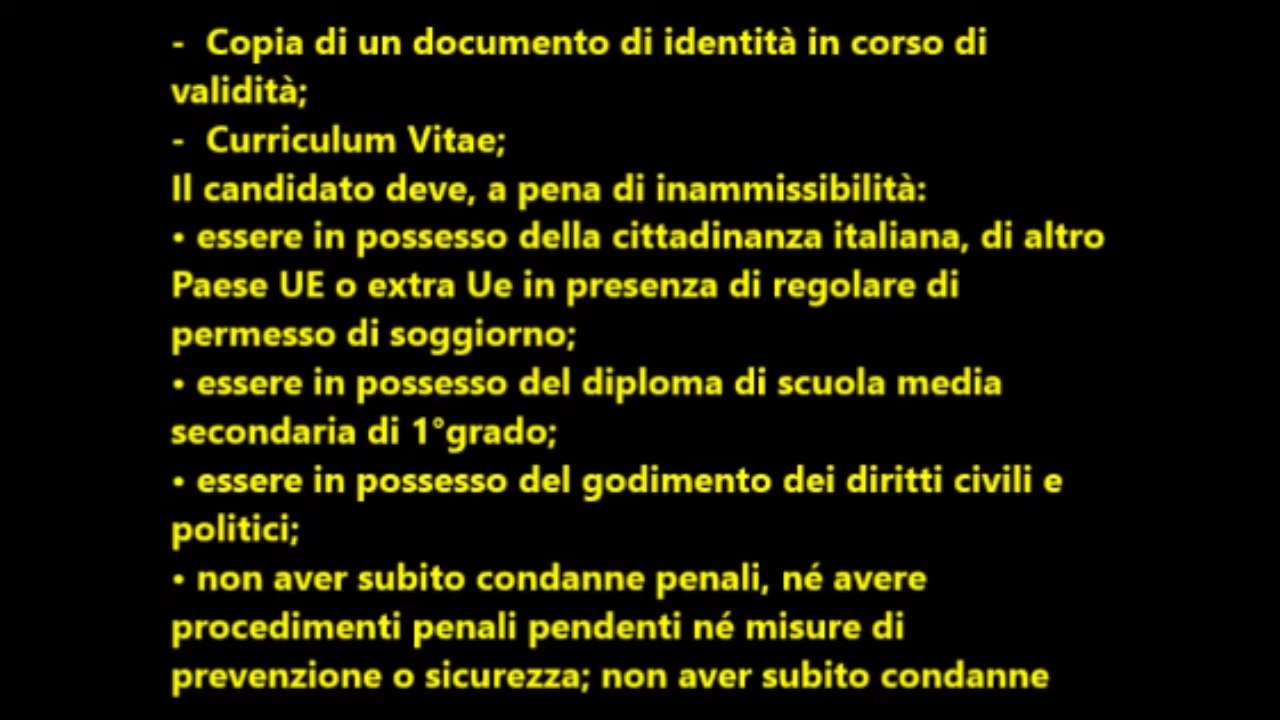 - Copia di un documento di identità in corso di
validità;
- Curriculum Vitae;
Il candidato deve, a pena di inammissibilità:
• essere in possesso della cittadinanza italiana, di altro
Paese UE o extra Ue in presenza di regolare di
permesso di soggiorno;
• essere in possesso del diploma di scuola media
secondaria di 1°grado;
• essere in possesso del godimento dei diritti civili e
politici;
• non aver subito condanne penali, né avere
procedimenti penali pendenti né misure di
prevenzione o sicurezza; non aver subito condanne